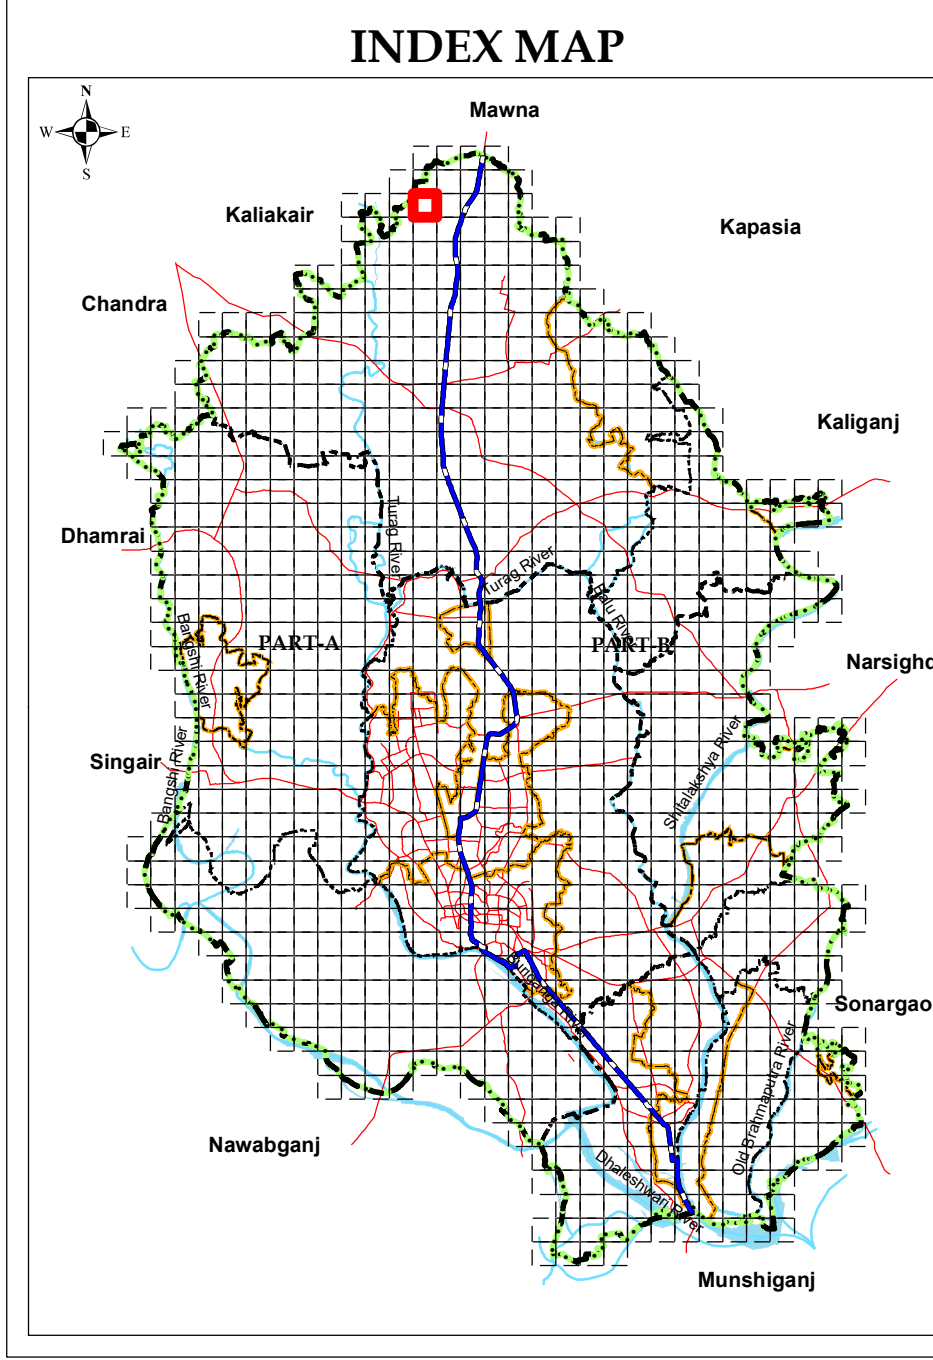 INDEX MAP
N
W E
S
Mawna
Kaliakair
Kapasia
Chandra
Kaliganj
Dhamrai
Turag River
Turag River
Balu River
Bangshi River
PART-A
PART-B
Narsighd
Shitalakshya River
Singair
Bangshi River
Buriganga River
Sonargao
Old Brahmaputra River
Nawabganj
Dhaleshwari River
Munshiganj